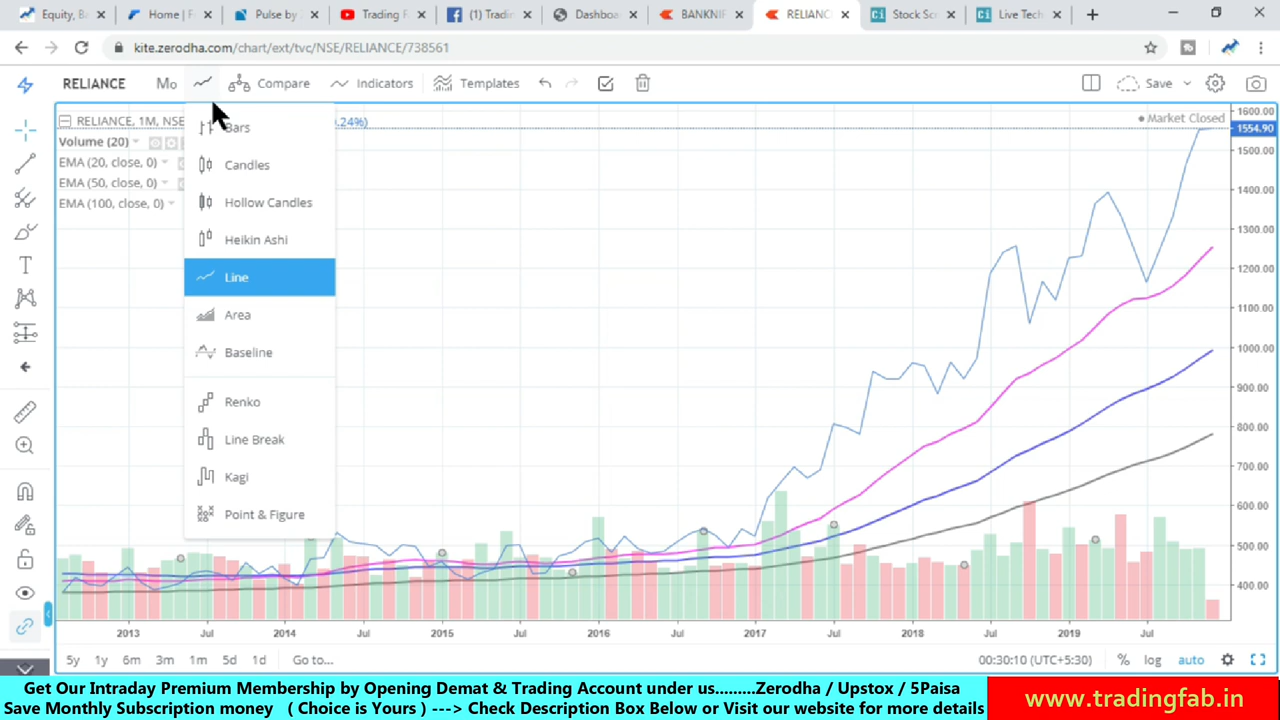 Equity, Ba
Home | F
Pulse by
Trading F
(1) Tradin
Dashboa
BANKNIF
RELIANC
Stock Scr
Live Tech
kite.zerodha.com/chart/ext/tvc/NSE/RELIANCE/738561
RELIANCE Mo Compare Indicators Templates Save
RELIANCE, 1M, NSE .24%)
Market Closed
Volume (20)
EMA (20, close, 0)
EMA (50, close, 0)
EMA (100, close, 0)
Bars
Candles
Hollow Candles
Heikin Ashi
Line
Area
Baseline
Renko
Line Break
Kagi
Point & Figure
1600.00
1554.90
1500.00
1400.00
1300.00
1200.00
1100.00
1000.00
900.00
800.00
700.00
600.00
500.00
400.00
2013 Jul 2014 Jul 2015 Jul 2016 Jul 2017 Jul 2018 Jul 2019 Jul
5y 1y 6m 3m 1m 5d 1d Go to... 00:30:10 (UTC+5:30) % log auto
Get Our Intraday Premium Membership by Opening Demat & Trading Account under us.........Zerodha / Upstox / 5Paisa
Save Monthly Subscription money ( Choice is Yours ) ---> Check Description Box Below or Visit our website for more details
www.tradingfab.in